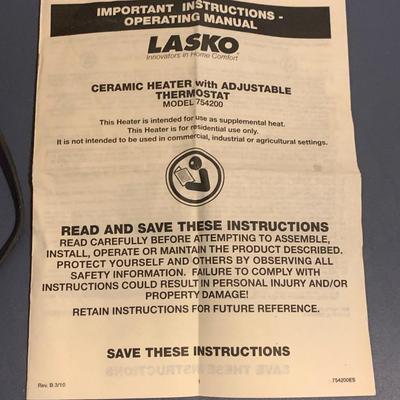 IMPORTANT INSTRUCTIONS -
OPERATING MANUAL
LASKO
Innovators in Home Comfort
CERAMIC HEATER with ADJUSTABLE
THERMOSTAT
MODEL 754200
This Heater is intended for use as supplemental heat.
This Heater is for residential use only.
It is not intended to be used in commercial, industrial or agricultural settings.
READ AND SAVE THESE INSTRUCTIONS
READ CAREFULLY BEFORE ATTEMPTING TO ASSEMBLE,
INSTALL, OPERATE OR MAINTAIN THE PRODUCT DESCRIBED.
PROTECT YOURSELF AND OTHERS BY OBSERVING ALL
SAFETY INFORMATION. FAILURE TO COMPLY WITH
INSTRUCTIONS COULD RESULT IN PERSONAL INJURY AND/OR
PROPERTY DAMAGE!
RETAIN INSTRUCTIONS FOR FUTURE REFERENCE.
SAVE THESE INSTRUCTIONS
Rev. B 3/10
1
754200ES